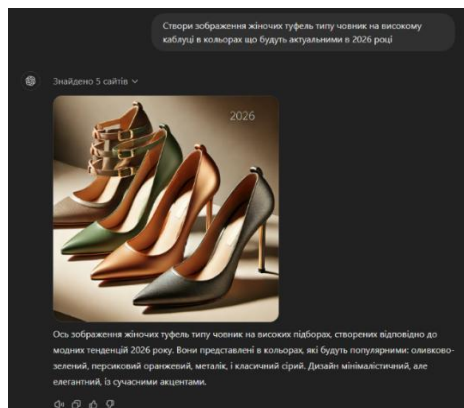 Створи зображення жіночих туфель типу човник на високому
каблуці в кольорах що будуть актуальними в 2026 році
Знайдено 5 сайтів
2026
Ось зображення жіночих туфель типу човник на високих підборах, створених відповідно до
модних тенденцій 2026 року. Вони представлені в кольорах, які будуть популярними: оливково-
зелений, персиковий оранжевий, металік, і класичний сірий. Дизайн мінімалістичний, але
елегантний, із сучасними акцентами.